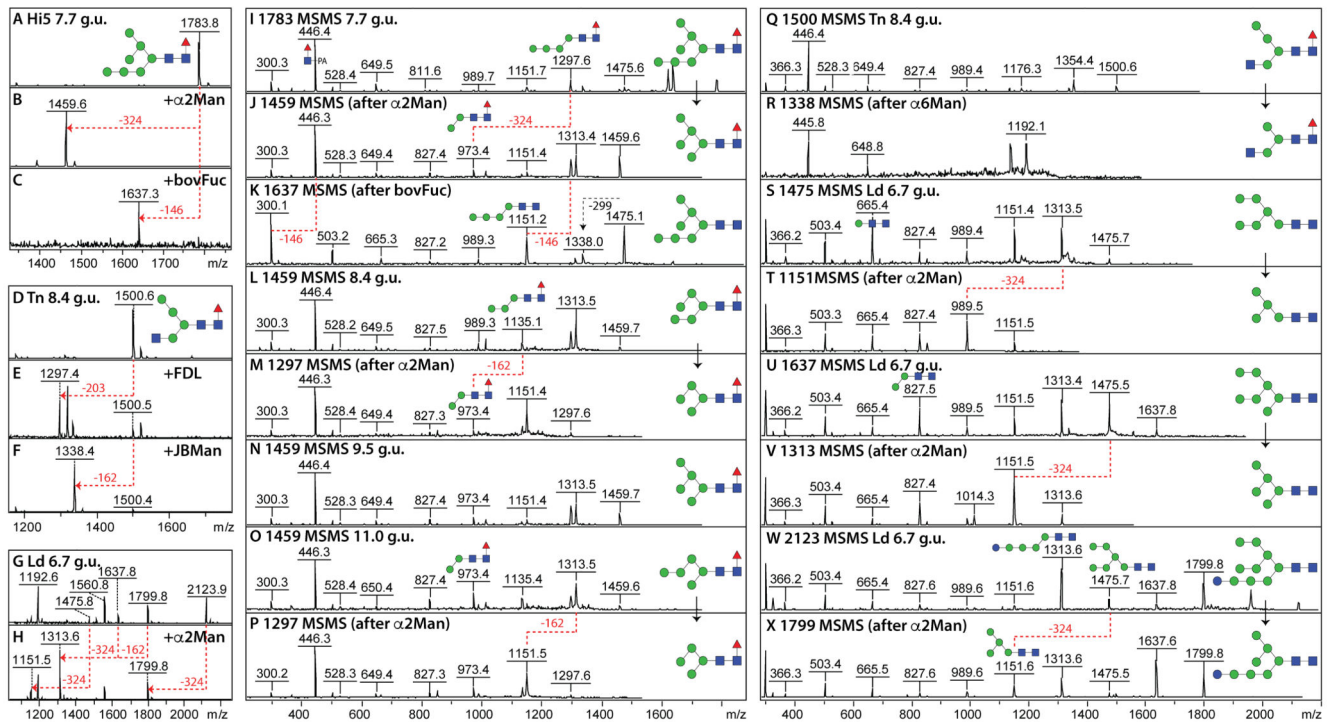 A Hi5 7.7 g.u.
1783.8
B
+α2Man
1459.6
-324
C
+bovFuc
1637.3
-146
1400 1600 1800 m/z
D Tn 8.4 g.u.
1500.6
E
+FDL
1297.4
-203
1500.5
F
+JBMan
1338.4
-162
1500.4
1200 1400 1600 m/z
G Ld 6.7 g.u.
1637.8
1560.8
1475.8
1192.6
1799.8
2123.9
H
+α2Man
1313.6
-324 -162
1151.5
1799.8
-324
1200 1400 1600 1800 2000 2200 m/z
I 1783 MSMS 7.7 g.u.
446.4
PA
300.3 528.4 649.5 811.6 989.7 1151.7 1297.6 1475.6
J 1459 MSMS (after α2Man)
446.3
-324
300.3 528.3 649.4 827.4 973.4 1151.4 1313.4 1459.6
K 1637 MSMS (after bovFuc)
300.1
-146
503.2 665.3 827.2 989.3 1151.2
-146
-299
1338.0 1475.1
L 1459 MSMS 8.4 g.u.
446.4
300.3 528.2 649.5 827.5 989.3 1135.1 1313.5 1459.7
M 1297 MSMS (after α2Man)
446.3
-162
300.3 528.4 649.4 827.3 973.4 1151.4 1297.6
N 1459 MSMS 9.5 g.u.
446.4
300.3 528.3 649.4 827.4 973.4 1151.4 1313.5 1459.7
O 1459 MSMS 11.0 g.u.
446.3
300.3 528.4 650.4 827.4 973.4 1135.4 1313.5 1459.6
P 1297 MSMS (after α2Man)
446.3
-162
300.2 528.4 649.4 827.3 973.4 1151.5 1297.6
400 600 800 1000 1200 1400 1600 m/z
Q 1500 MSMS Tn 8.4 g.u.
446.4
366.3 528.3 649.4 827.4 989.4 1176.3 1354.4 1500.6
R 1338 MSMS (after α6Man)
445.8
648.8
1192.1
S 1475 MSMS Ld 6.7 g.u.
366.2 503.4 665.4 827.4 989.4 1151.4 1313.5 1475.7
T 1151MSMS (after α2Man)
-324
366.3 503.3 665.4 827.4 989.5 1151.5
U 1637 MSMS Ld 6.7 g.u.
366.2 503.4 665.4 827.5 989.5 1151.5 1313.4 1475.5 1637.8
V 1313 MSMS (after α2Man)
-324
366.3 503.4 665.4 827.4 1014.3 1151.5 1313.6
W 2123 MSMS Ld 6.7 g.u.
366.2 503.4 665.4 827.6 989.6 1151.6 1313.6 1475.7 1637.8 1799.8
X 1799 MSMS (after α2Man)
-324
366.3 503.4 665.5 827.4 989.6 1151.6 1313.6 1475.5 1637.6 1799.8
400 600 800 1000 1200 1400 1600 1800 2000 m/z